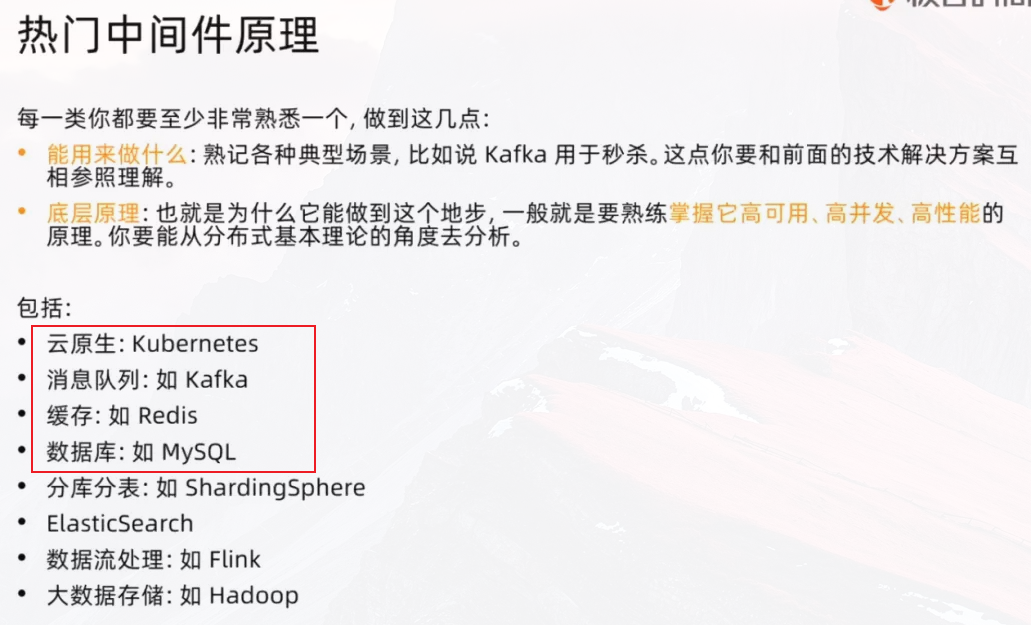 热门中间件原理
每一类你都要至少非常熟悉一个, 做到这几点:
• 能用来做什么: 熟记各种典型场景, 比如说 Kafka 用于秒杀。这点你要和前面的技术解决方案互
相参照理解。
• 底层原理: 也就是为什么它能做到这个地步, 一般就是要熟练掌握它高可用、高并发、高性能的
原理。你要能从分布式基本理论的角度去分析。
包括:
• 云原生: Kubernetes
• 消息队列: 如 Kafka
• 缓存: 如 Redis
• 数据库: 如 MySQL
• 分库分表: 如 ShardingSphere
• ElasticSearch
• 数据流处理: 如 Flink
• 大数据存储: 如 Hadoop